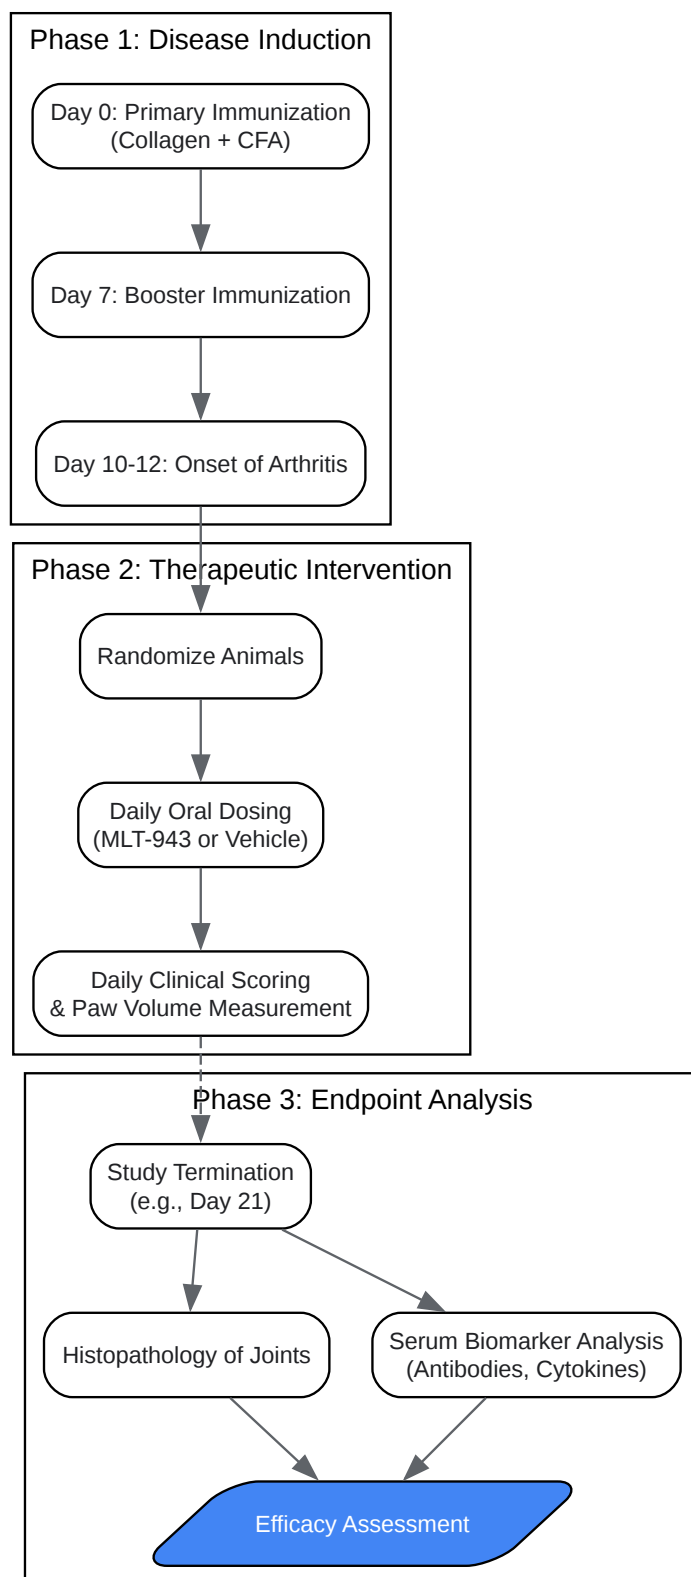 Phase 1: Disease Induction
Day 0: Primary Immunization
(Collagen + CFA)
Day 7: Booster Immunization
Day 10-12: Onset of Arthritis
Phase 2: Therapeutic Intervention
Randomize Animals
Daily Oral Dosing
(MLT-943 or Vehicle)
Daily Clinical Scoring
& Paw Volume Measurement
Phase 3: Endpoint Analysis
Study Termination
(e.g., Day 21)
Histopathology of Joints
Serum Biomarker Analysis
(Antibodies, Cytokines)
Efficacy Assessment